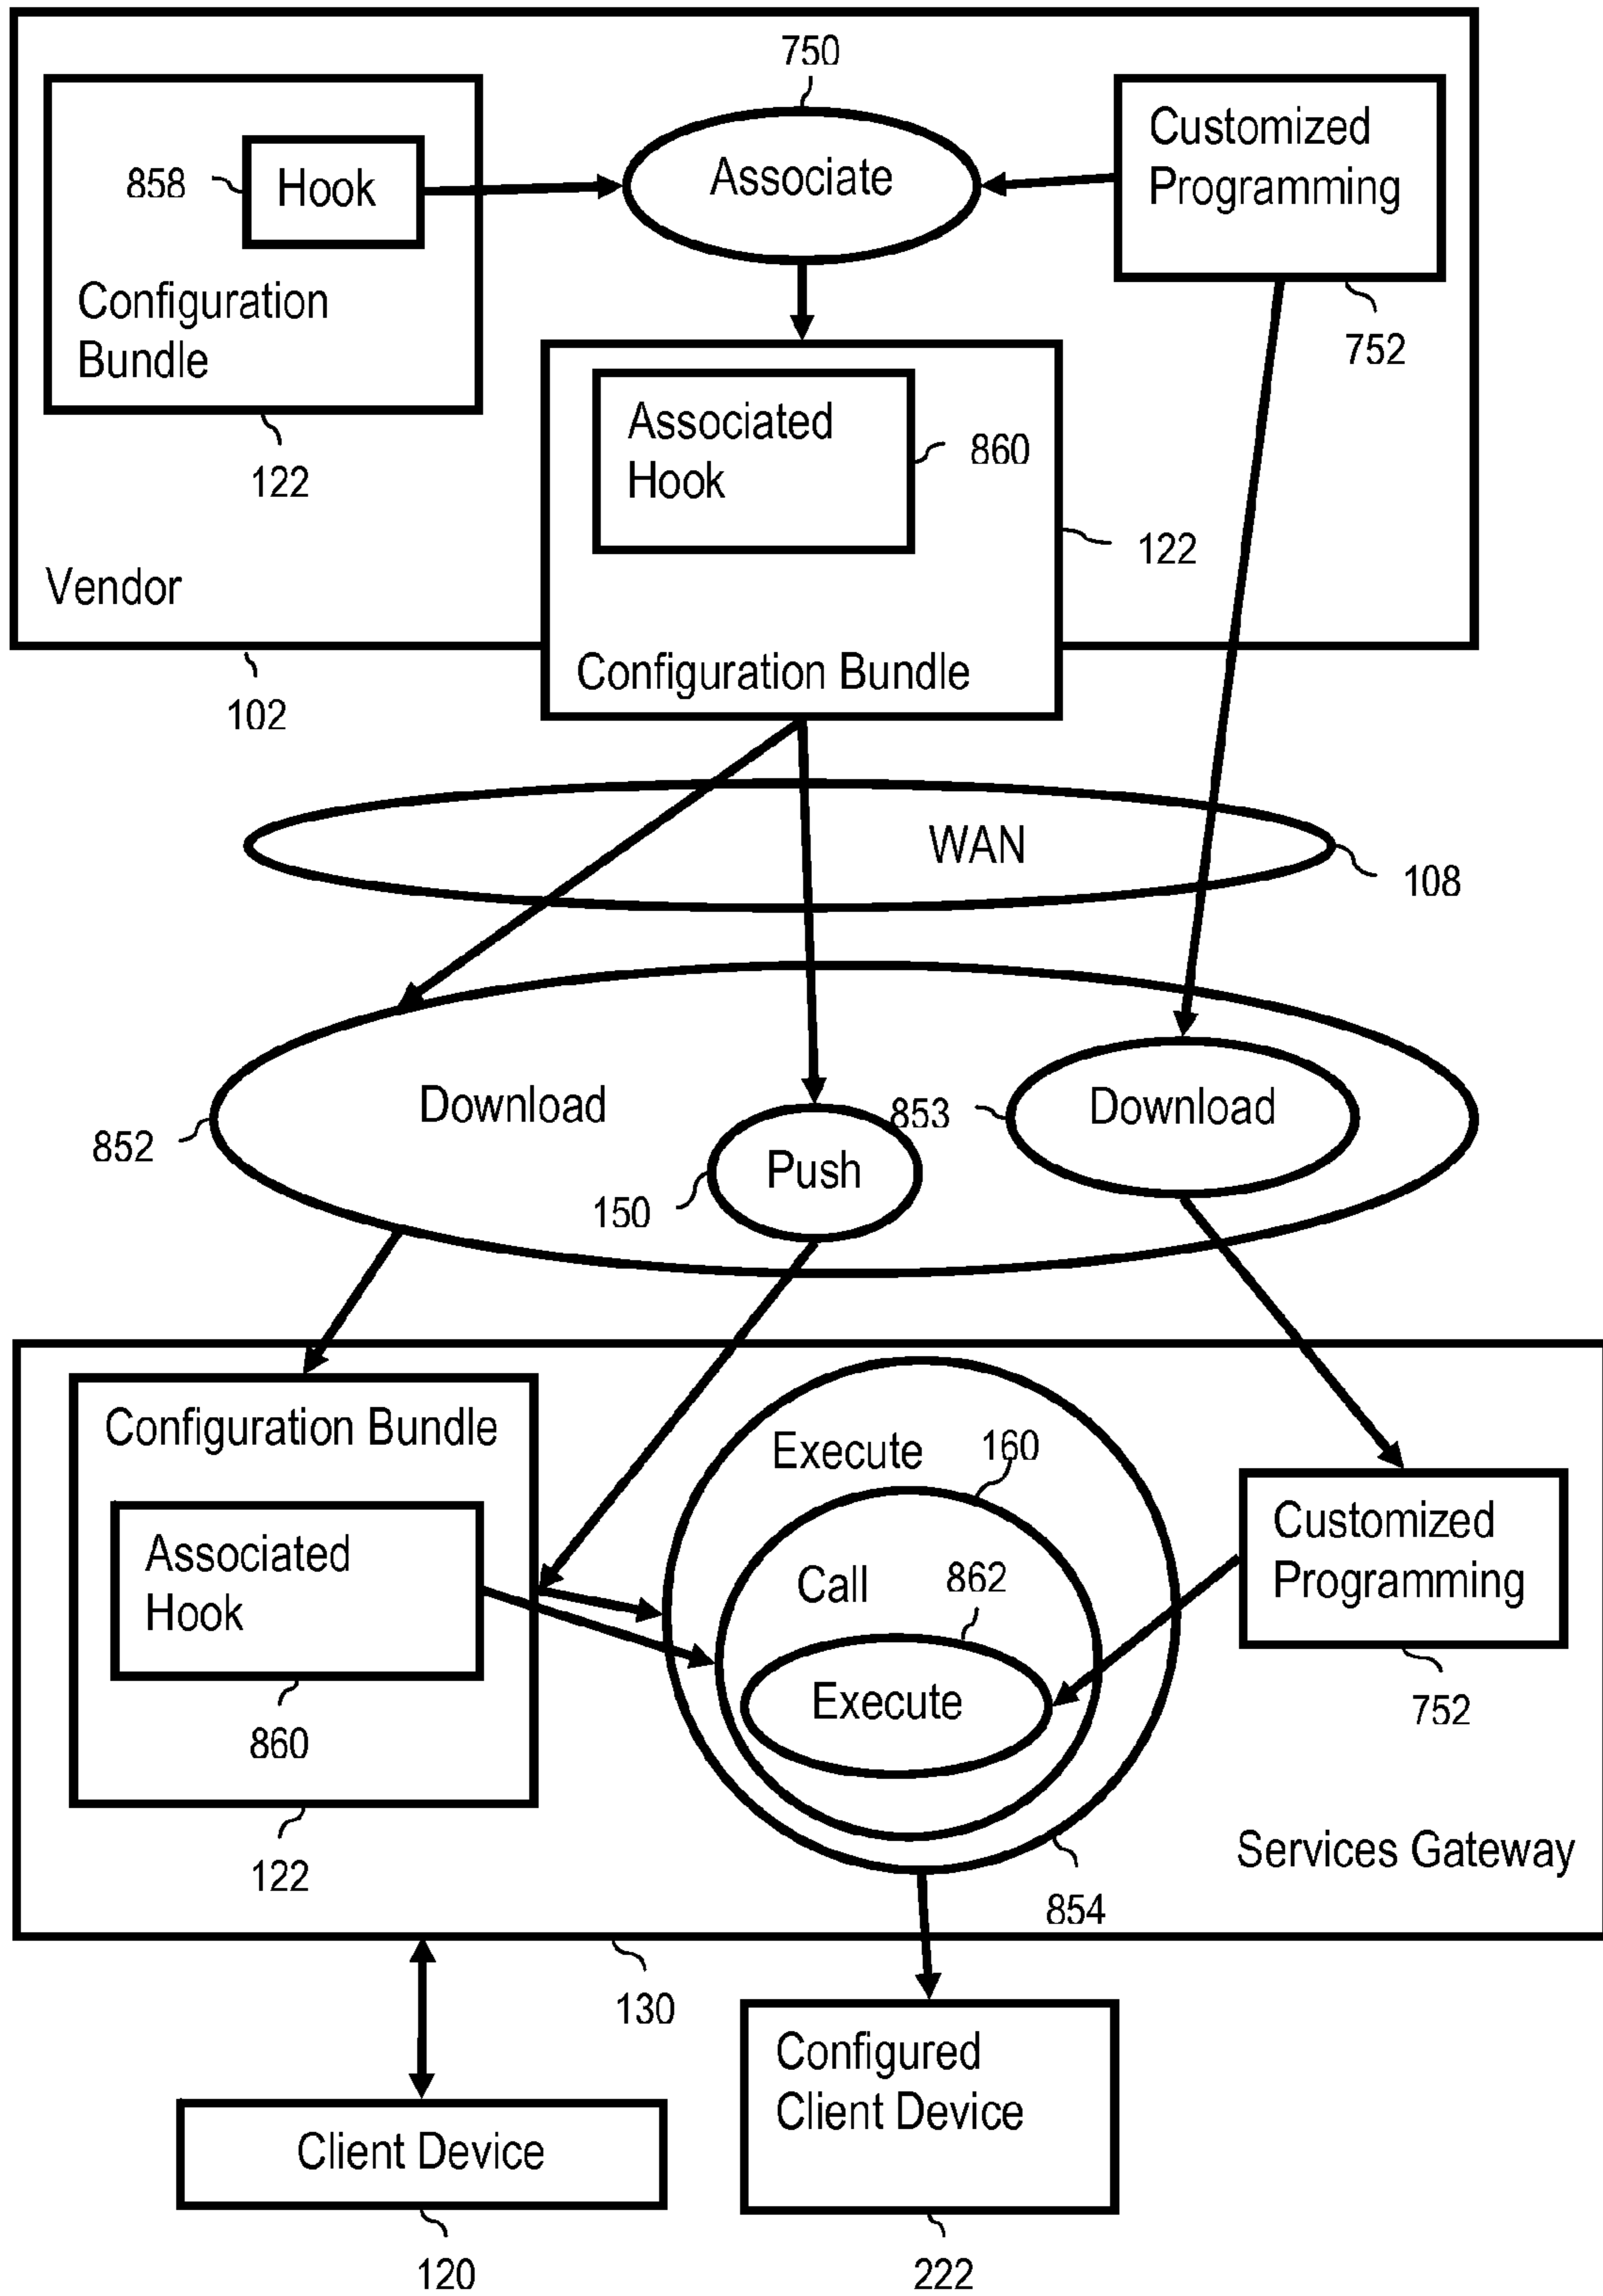 750
Customized
Programming
858
Hook
Associate
Configuration
Bundle
752
122
Associated
Hook
860
122
Vendor
Configuration Bundle
102
WAN
108
Download
853
Download
852
Push
150
Configuration Bundle
Execute
160
Associated
Hook
Call
862
Customized
Programming
Execute
752
860
122
Services Gateway
854
130
Configured
Client Device
Client Device
120
222